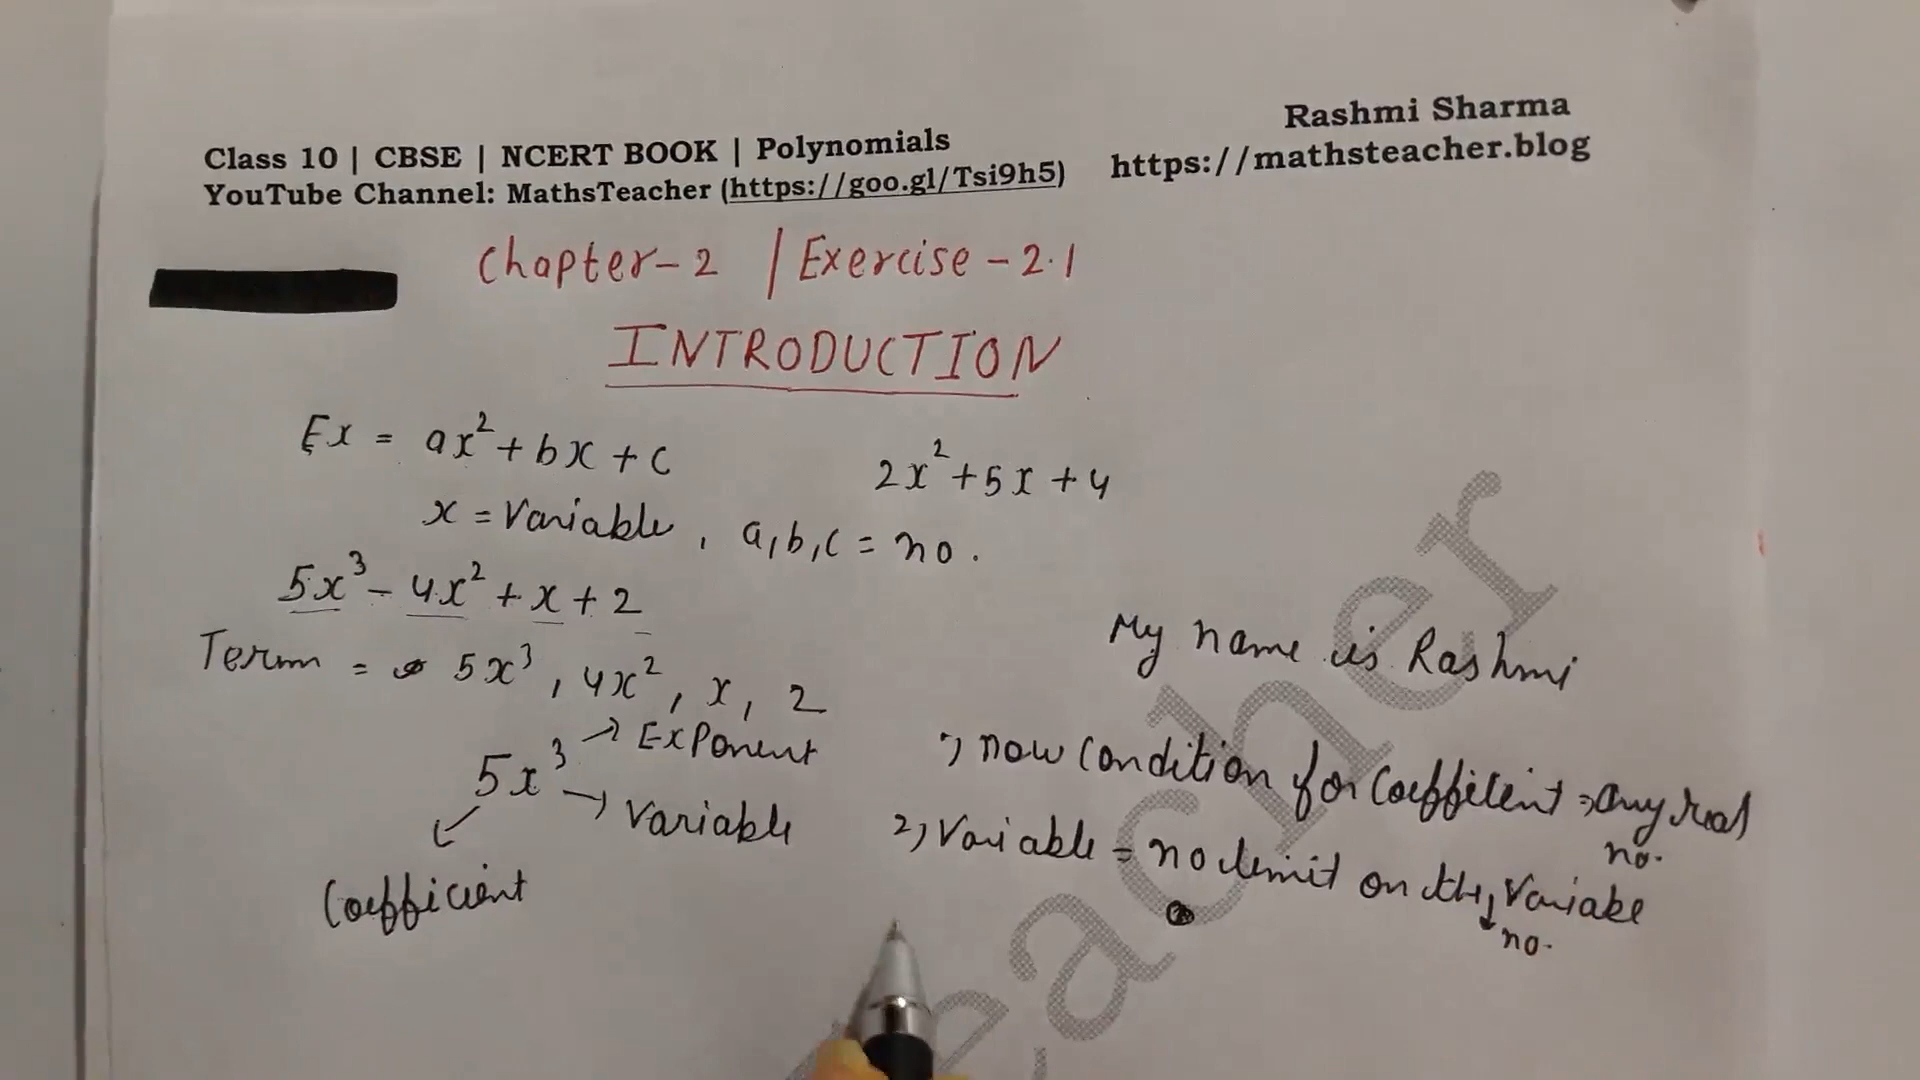 Rashmi Sharma
Class 10 | CBSE | NCERT BOOK | Polynomials
https://mathsteacher.blog
YouTube Channel: MathsTeacher (https://goo.gl/Tsi9h5)
Chapter-2 | Exercise-2.1
INTRODUCTION
Ex = ax² + bx + c
2x² + 5x + 4
x = Variable, a,b,c = no.
5x³ - 4x² + x + 2
My name is Rashmi
Term = 5x³, 4x², x, 2
5x³ → Exponent
→ Variable
Coefficient
1) now condition for coefficient = any real no.
2) Variable = no limit on the variable
no.
eacher